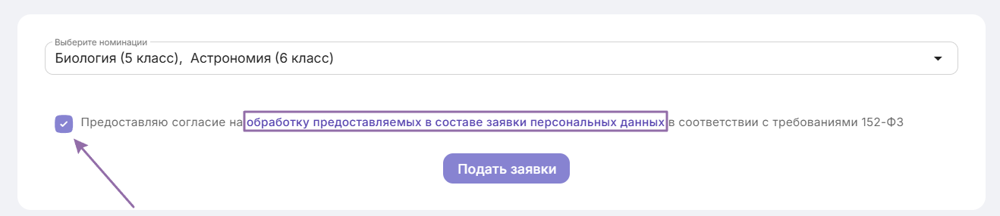 Выберите номинации
Биология (5 класс), Астрономия (6 класс)
Предоставляю согласие на обработку предоставляемых в составе заявки персональных данных в соответствии с требованиями 152-ФЗ
Подать заявки